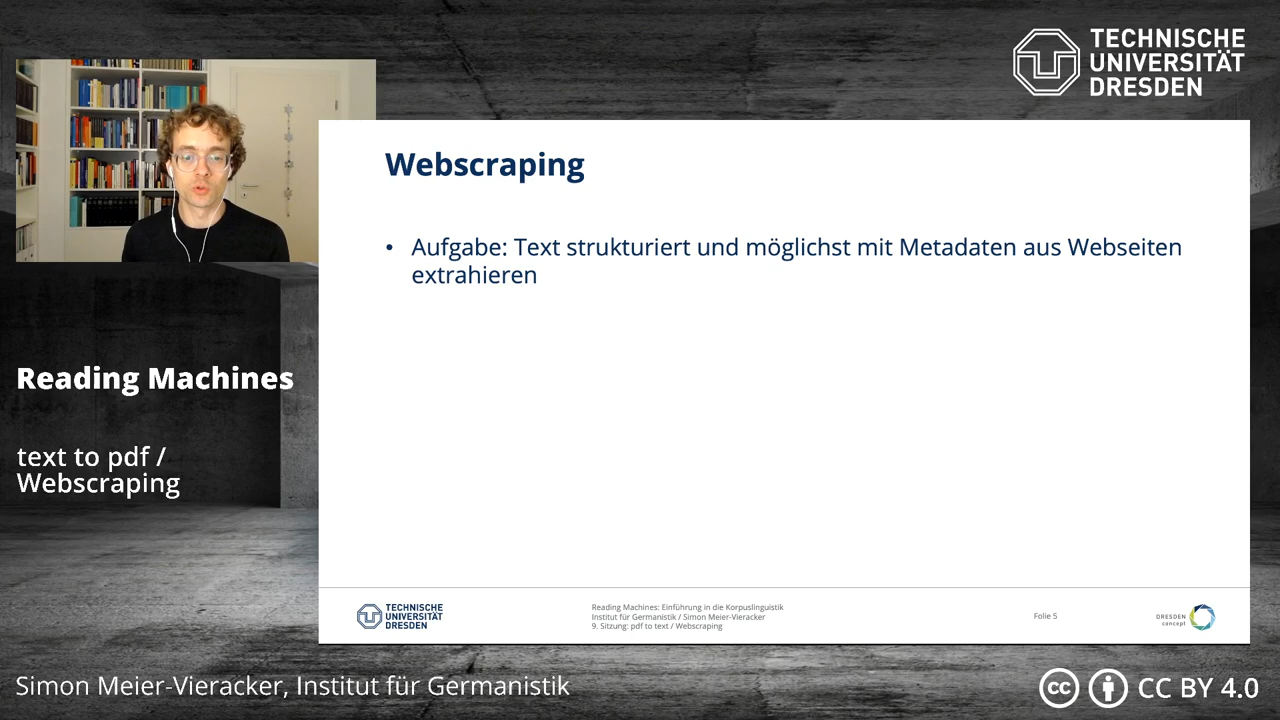 TECHNISCHE
UNIVERSITÄT
DRESDEN
Webscraping
• Aufgabe: Text strukturiert und möglichst mit Metadaten aus Webseiten
extrahieren
Reading Machines
text to pdf /
Webscraping
TECHNISCHE
UNIVERSITÄT
DRESDEN
Reading Machines: Einführung in die Korpuslinguistik
Institut für Germanistik / Simon Meier-Vieracker
9. Sitzung: pdf to text / Webscraping
Folie 5
DRESDEN
concept
Simon Meier-Vieracker, Institut für Germanistik
cc CC BY 4.0